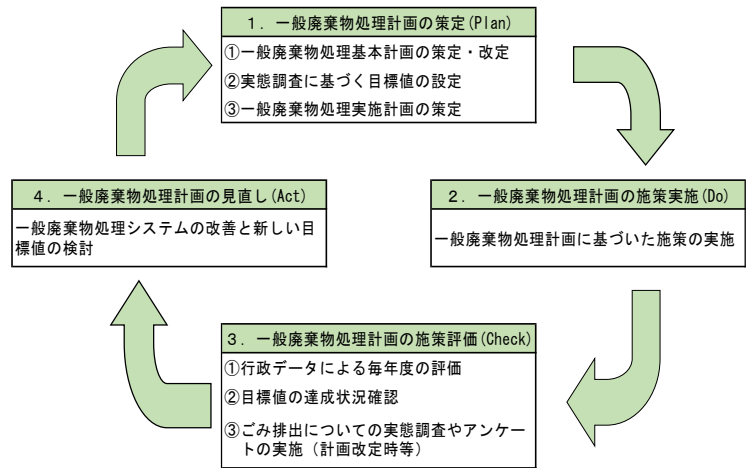 1．一般廃棄物処理計画の策定(Plan)
①一般廃棄物処理基本計画の策定・改定
②実態調査に基づく目標値の設定
③一般廃棄物処理実施計画の策定
4．一般廃棄物処理計画の見直し(Act)
一般廃棄物処理システムの改善と新しい目
標値の検討
2．一般廃棄物処理計画の施策実施(Do)
一般廃棄物処理計画に基づいた施策の実施
3．一般廃棄物処理計画の施策評価(Check)
①行政データによる毎年度の評価
②目標値の達成状況確認
③ごみ排出についての実態調査やアンケー
トの実施（計画改定時等）